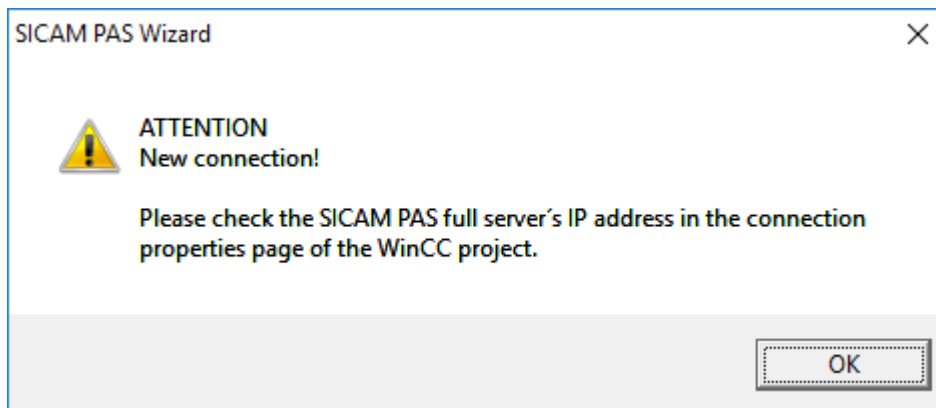 SICAM PAS Wizard
ATTENTION
New connection!
Please check the SICAM PAS full server´s IP address in the connection
properties page of the WinCC project.
OK